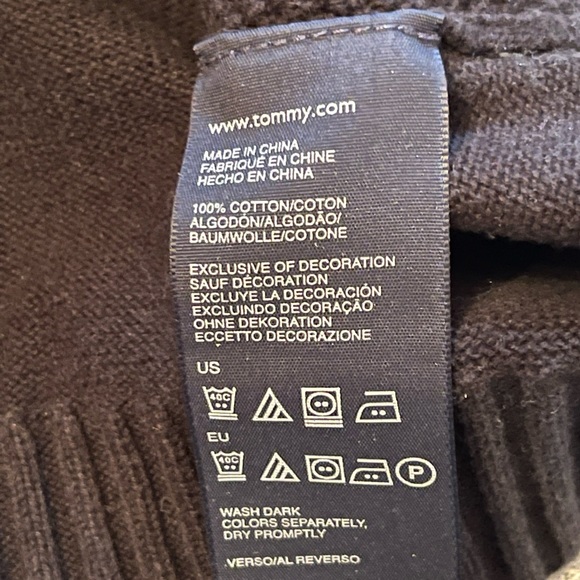 www.tommy.com
MADE IN CHINA
FABRIQUÉ EN CHINE
HECHO EN CHINA
100% COTTON/COTON
ALGODÓN/ALGODÃO/
BAUMWOLLE/COTONE
EXCLUSIVE OF DECORATION
SAUF DÉCORATION
EXCLUYE LA DECORACIÓN
EXCLUINDO DECORAÇÃO
OHNE DEKORATION
ECCETTO DECORAZIONE
US
40C
EU
40C P
WASH DARK
COLORS SEPARATELY,
DRY PROMPTLY
VERSO/AL REVERSO